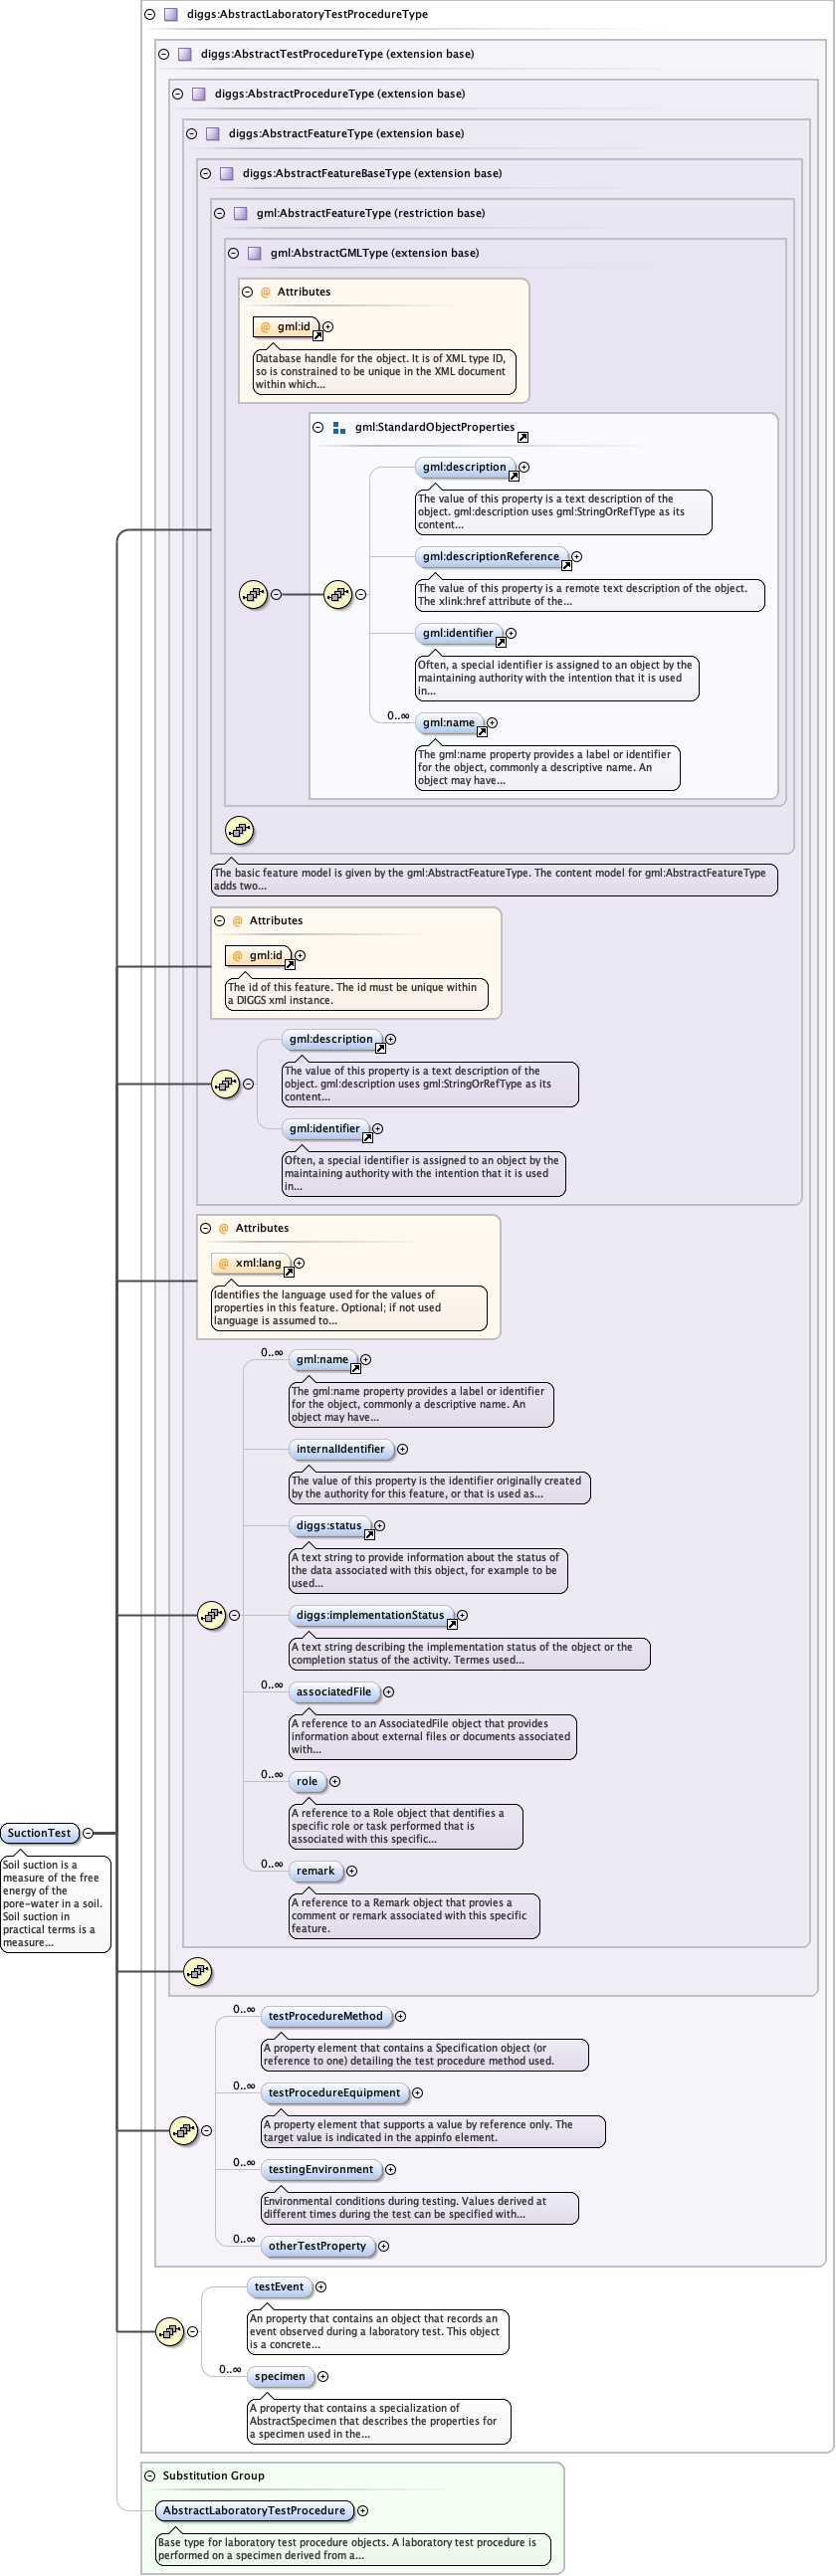 diggs:AbstractLaboratoryTestProcedureType
diggs:AbstractTestProcedureType (extension base)
diggs:AbstractProcedureType (extension base)
diggs:AbstractFeatureType (extension base)
diggs:AbstractFeatureBaseType (extension base)
gml:AbstractFeatureType (restriction base)
gml:AbstractGMLType (extension base)
@ Attributes
@ gml:id
Database handle for the object. It is of XML type ID,
so is constrained to be unique in the XML document
within which...
gml:StandardObjectProperties
gml:description
The value of this property is a text description of the
object. gml:description uses gml:StringOrRefType as its
content...
gml:descriptionReference
The value of this property is a remote text description of the object.
The xlink:href attribute of the...
gml:identifier
Often, a special identifier is assigned to an object by the
maintaining authority with the intention that it is used
in...
0..∞
gml:name
The gml:name property provides a label or identifier
for the object, commonly a descriptive name. An
object may have...
The basic feature model is given by the gml:AbstractFeatureType. The content model for gml:AbstractFeatureType
adds two...
@ Attributes
@ gml:id
The id of this feature. The id must be unique within
a DIGGS xml instance.
gml:description
The value of this property is a text description of the
object. gml:description uses gml:StringOrRefType as its
content...
gml:identifier
Often, a special identifier is assigned to an object by the
maintaining authority with the intention that it is used
in...
@ Attributes
@ xml:lang
Identifies the language used for the values of
properties in this feature. Optional; if not used
language is assumed to...
0..∞
gml:name
The gml:name property provides a label or identifier
for the object, commonly a descriptive name. An
object may have...
internalIdentifier
The value of this property is the identifier originally created
by the authority for this feature, or that is used as...
diggs:status
A text string to provide information about the status of
the data associated with this object, for example to be
used...
diggs:implementationStatus
A text string describing the implementation status of the object or the
completion status of the activity. Termes used...
0..∞
associatedFile
A reference to an AssociatedFile object that provides
information about external files or documents associated
with...
0..∞
role
A reference to a Role object that dentifies a
specific role or task performed that is
associated with this specific...
0..∞
remark
A reference to a Remark object that provies a
comment or remark associated with this specific
feature.
SuctionTest
Soil suction is a
measure of the free
energy of the
pore-water in a soil.
Soil suction in
practical terms is a
measure...
0..∞
testProcedureMethod
A property element that contains a Specification object (or
reference to one) detailing the test procedure method used.
0..∞
testProcedureEquipment
A property element that supports a value by reference only. The
target value is indicated in the appinfo element.
0..∞
testingEnvironment
Environmental conditions during testing. Values derived at
different times during the test can be specified with...
0..∞
otherTestProperty
testEvent
An property that contains an object that records an
event observed during a laboratory test. This object
is a concrete...
0..∞
specimen
A property that contains a specialization of
AbstractSpecimen that describes the properties for
a specimen used in the...
Substitution Group
AbstractLaboratoryTestProcedure
Base type for laboratory test procedure objects. A laboratory test procedure is
performed on a specimen derived from a...